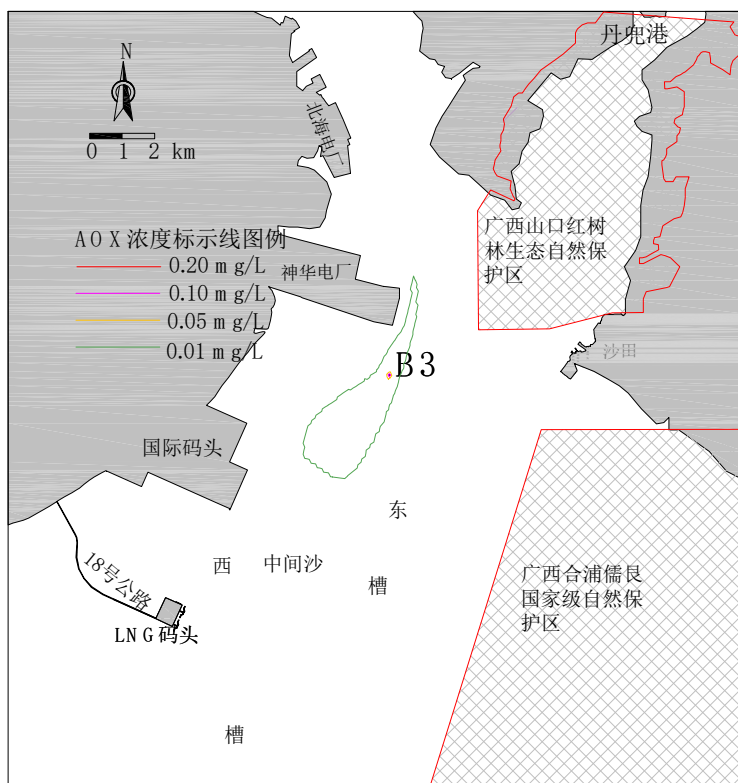 丹兜港
N
北海电厂
0 1 2 km
广西山口红树
林生态自然保
护区
AOX浓度标示线图例
0.20 mg/L
神华电厂
0.10 mg/L
0.05 mg/L
0.01 mg/L
沙田
B3
国际码头
东
西
中间沙
槽
18号公路
广西合浦儒艮
国家级自然保
护区
LNG码头
槽